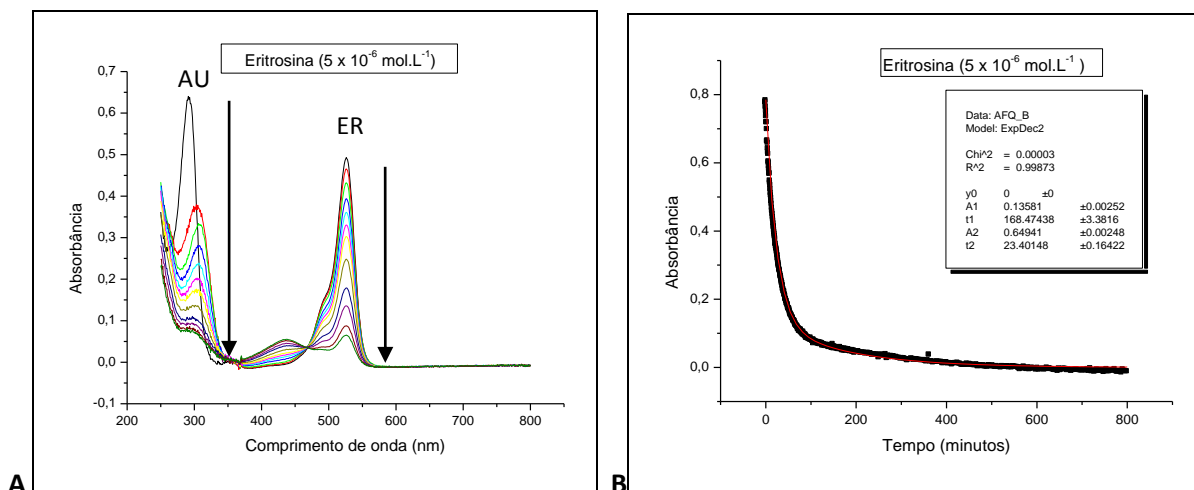 Eritrosina (5 x 10⁻⁶ mol.L⁻¹)
AU
ER
0,7
0,6
0,5
0,4
0,3
0,2
0,1
0,0
-0,1
Absorbância
200 300 400 500 600 700 800
Comprimento de onda (nm)
A
Eritrosina (5 x 10⁻⁶ mol.L⁻¹ )
Data: AFQ_B
Model: ExpDec2
Chi^2 = 0.00003
R^2 = 0.99873
y0 0 ±0
A1 0.13581 ±0.00252
t1 168.47438 ±3.3816
A2 0.64941 ±0.00248
t2 23.40148 ±0.16422
0,8
0,6
0,4
0,2
0,0
Absorbância
0 200 400 600 800
Tempo (minutos)
B